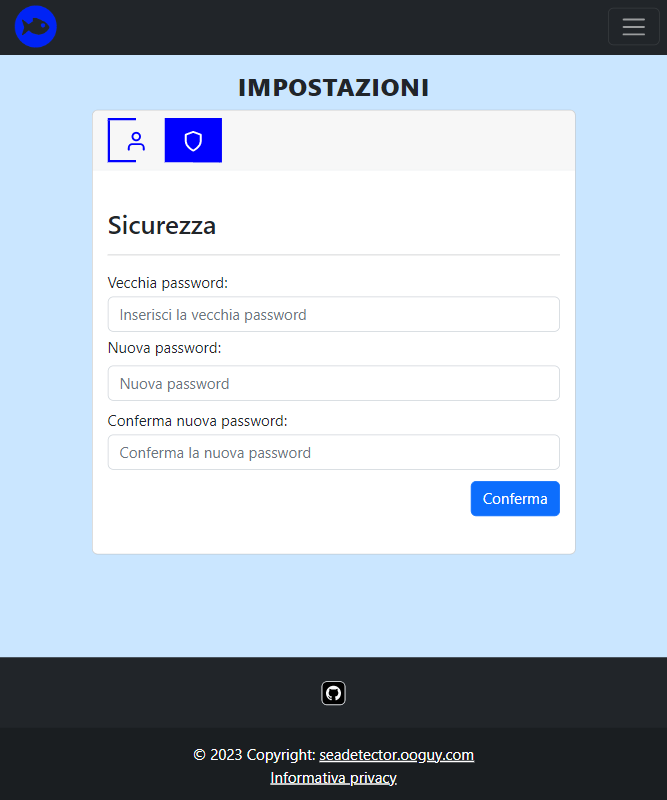 IMPOSTAZIONI
Sicurezza
Vecchia password:
Inserisci la vecchia password
Nuova password:
Nuova password
Conferma nuova password:
Conferma la nuova password
Conferma
© 2023 Copyright: seadetector.ooguy.com
Informativa privacy